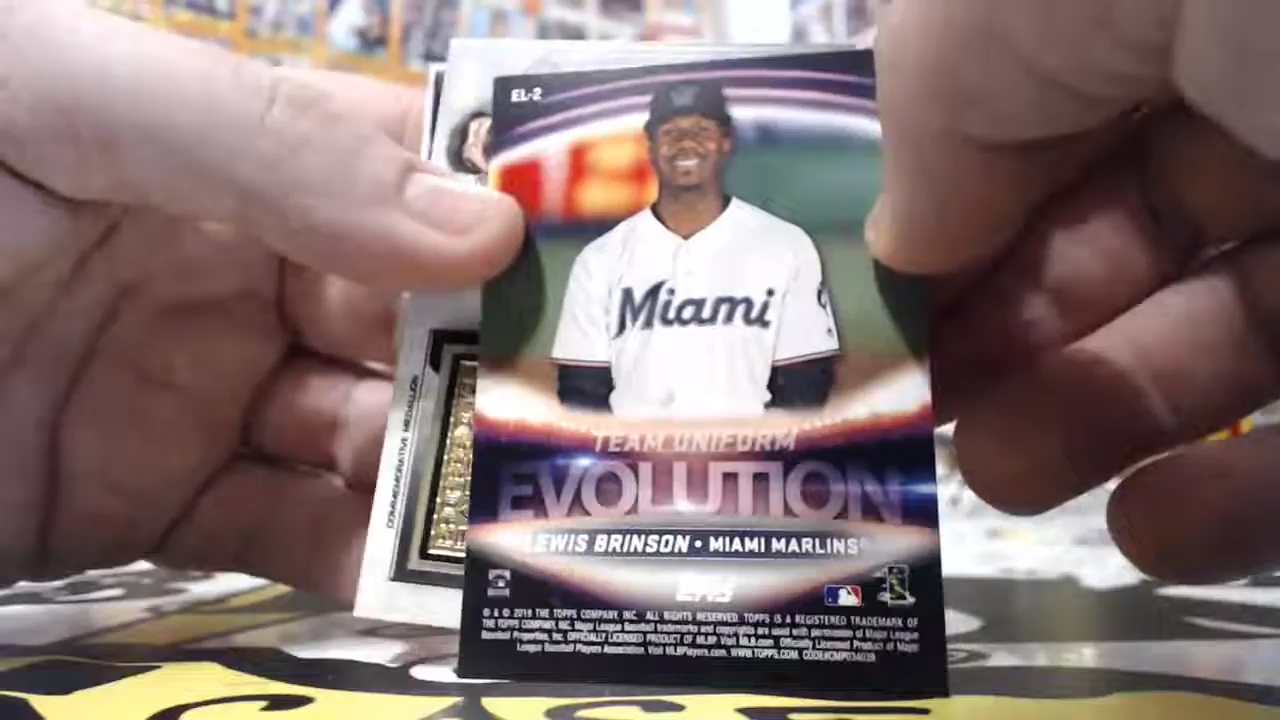 EL-2
Miami
COMMEMORATIVE MEDALLION
TEAM UNIFORM
EVOLUTION
LEWIS BRINSON • MIAMI MARLINS®
® & © 2019 THE TOPPS COMPANY, INC. ALL RIGHTS RESERVED. TOPPS IS A REGISTERED TRADEMARK OF
THE TOPPS COMPANY, INC. Major League Baseball trademarks and copyrights are used with permission of Major League
Baseball Properties, Inc. OFFICIALLY LICENSED PRODUCT OF MLBP Visit MLB.com Officially Licensed Product of Major
League Baseball Players Association. Visit MLBPlayers.com. WWW.TOPPS.COM. CODE#CMP034039